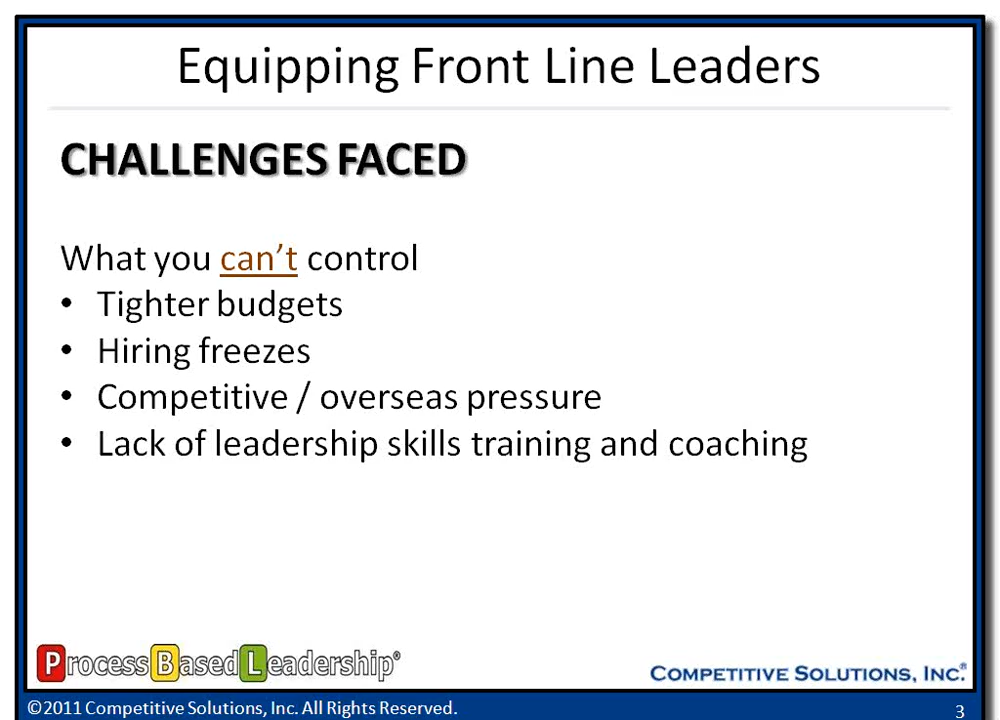 Equipping Front Line Leaders
CHALLENGES FACED
What you can't control
• Tighter budgets
• Hiring freezes
• Competitive / overseas pressure
• Lack of leadership skills training and coaching
Process Based Leadership®
COMPETITIVE SOLUTIONS, INC.®
©2011 Competitive Solutions, Inc. All Rights Reserved.
3